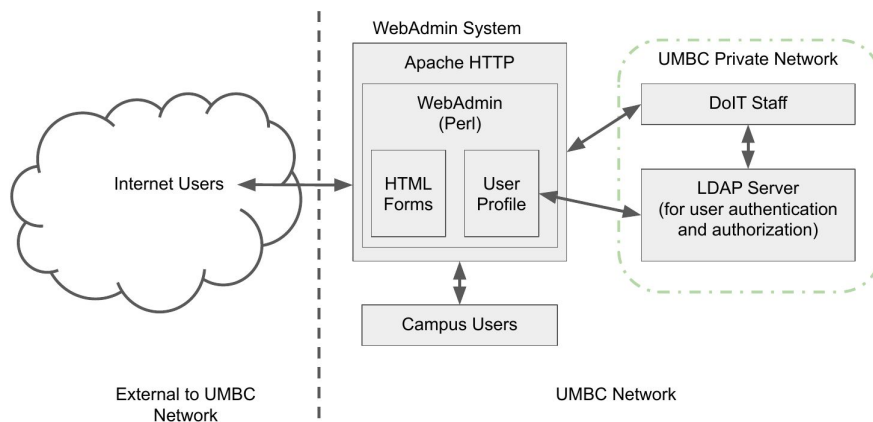 WebAdmin System
Apache HTTP
WebAdmin
(Perl)
HTML
Forms
User
Profile
Internet Users
UMBC Private Network
DoIT Staff
LDAP Server
(for user authentication
and authorization)
Campus Users
External to UMBC
Network
UMBC Network